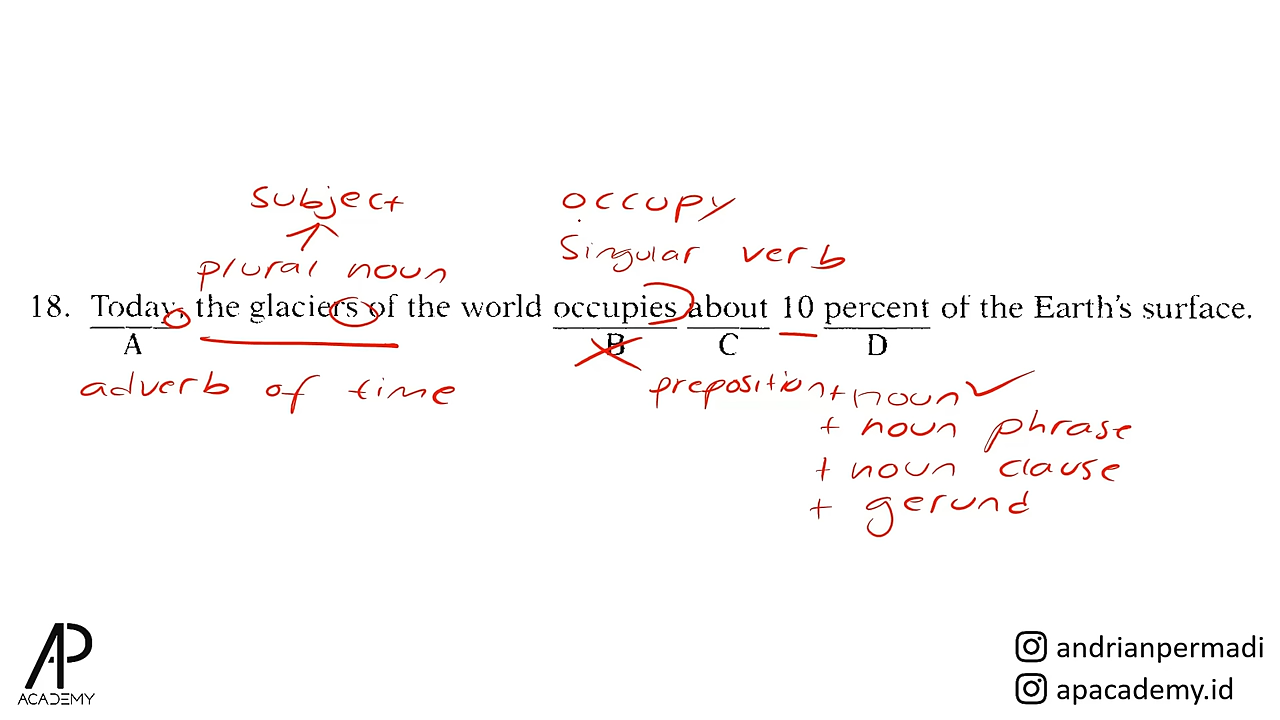 subject
occupy
singular verb
plural noun
18. Today, the glaciers of the world occupies about 10 percent of the Earth's surface.
A B C D
adverb of time
preposition + noun
+ noun phrase
+ noun clause
+ gerund
AP
ACADEMY
andrianpermadi
apacademy.id